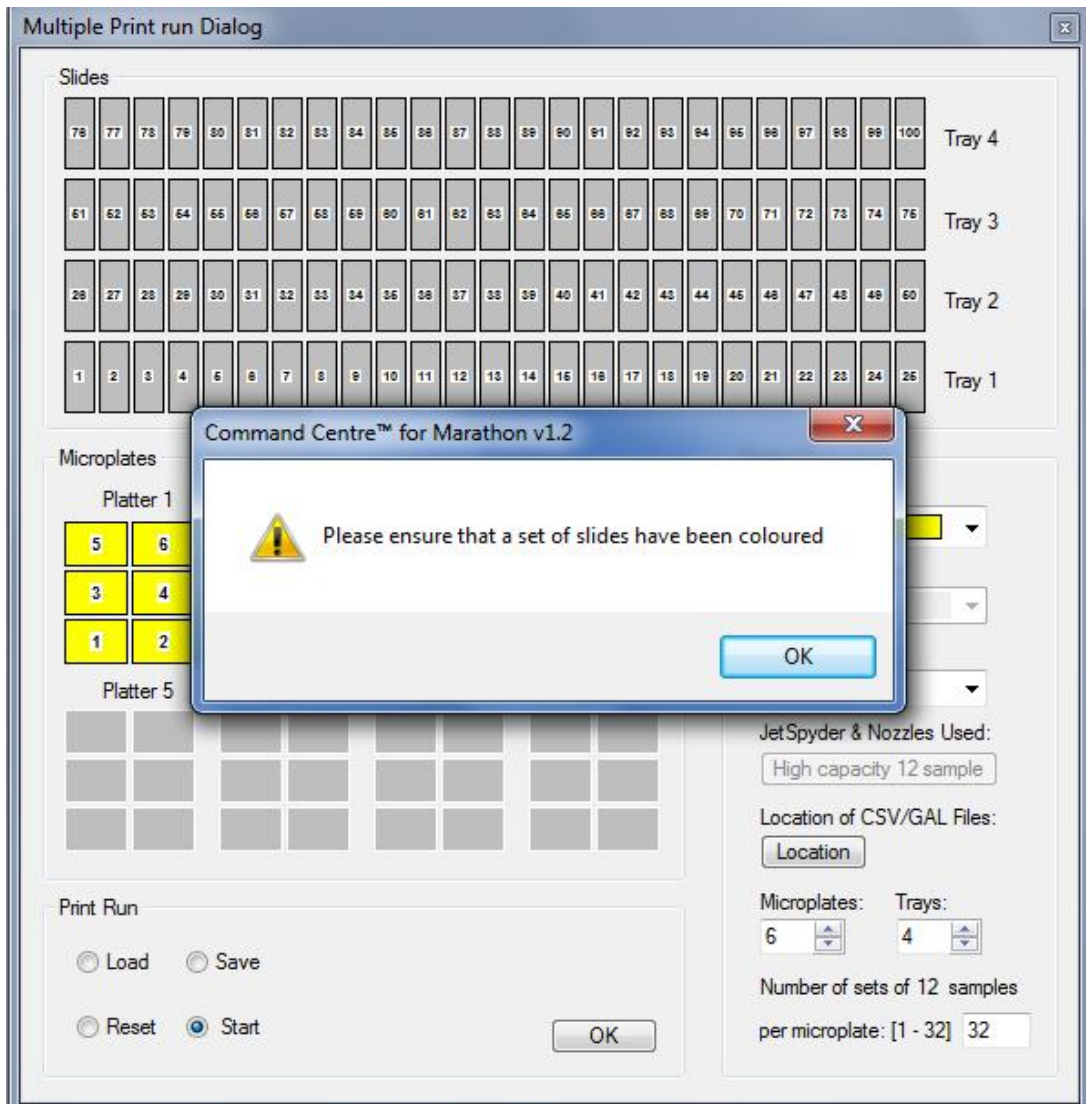 Multiple Print run Dialog
Slides
76 77 78 79 80 81 82 83 84 85 86 87 88 89 90 91 92 93 94 95 96 97 98 99 100 Tray 4
51 52 53 54 55 56 57 58 59 60 61 62 63 64 65 66 67 68 69 70 71 72 73 74 75 Tray 3
26 27 28 29 30 31 32 33 34 35 36 37 38 39 40 41 42 43 44 45 46 47 48 49 50 Tray 2
1 2 3 4 5 6 7 8 9 10 11 12 13 14 15 16 17 18 19 20 21 22 23 24 25 Tray 1
Command Centre™ for Marathon v1.2
Please ensure that a set of slides have been coloured
OK
Microplates
Platter 1
5 6
3 4
1 2
Platter 5
JetSpyder & Nozzles Used:
High capacity 12 sample
Location of CSV/GAL Files:
Location
Microplates: Trays:
6 4
Number of sets of 12 samples
per microplate: [1 - 32] 32
Print Run
Load Save
Reset Start
OK